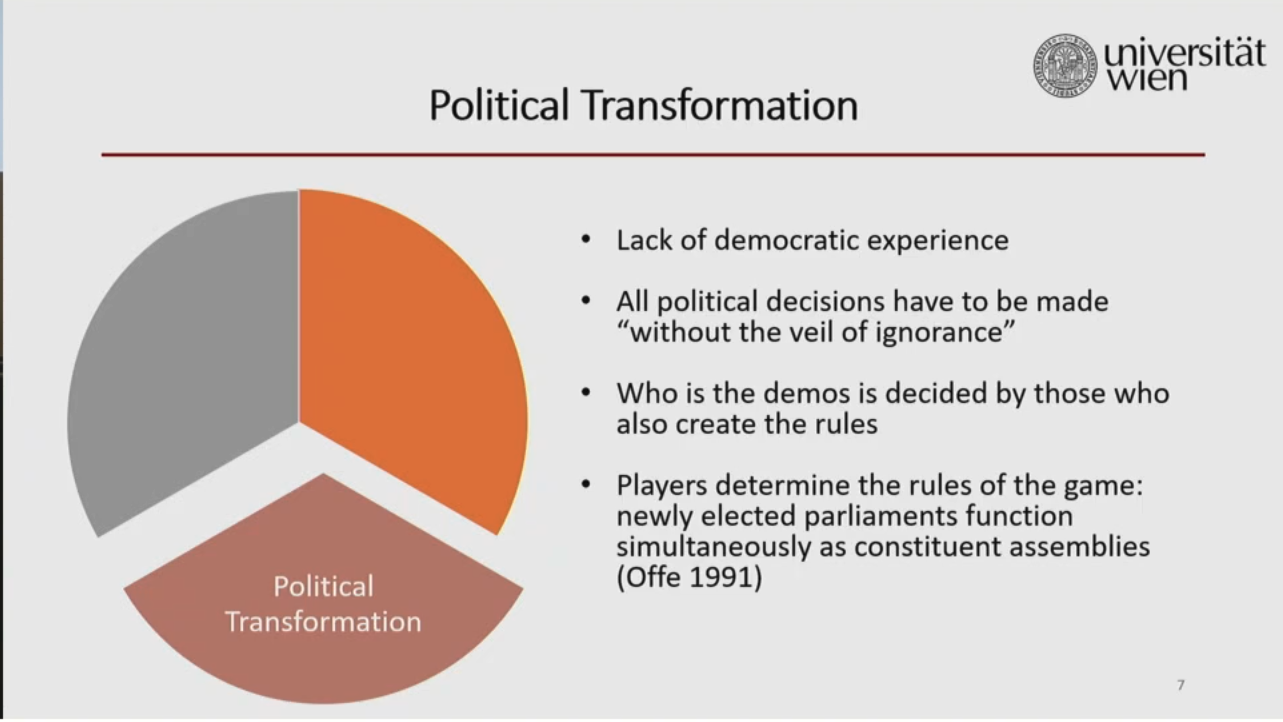 universität
wien
Political Transformation
• Lack of democratic experience
• All political decisions have to be made
“without the veil of ignorance”
• Who is the demos is decided by those who
also create the rules
• Players determine the rules of the game:
newly elected parliaments function
simultaneously as constituent assemblies
(Offe 1991)
Political
Transformation
7